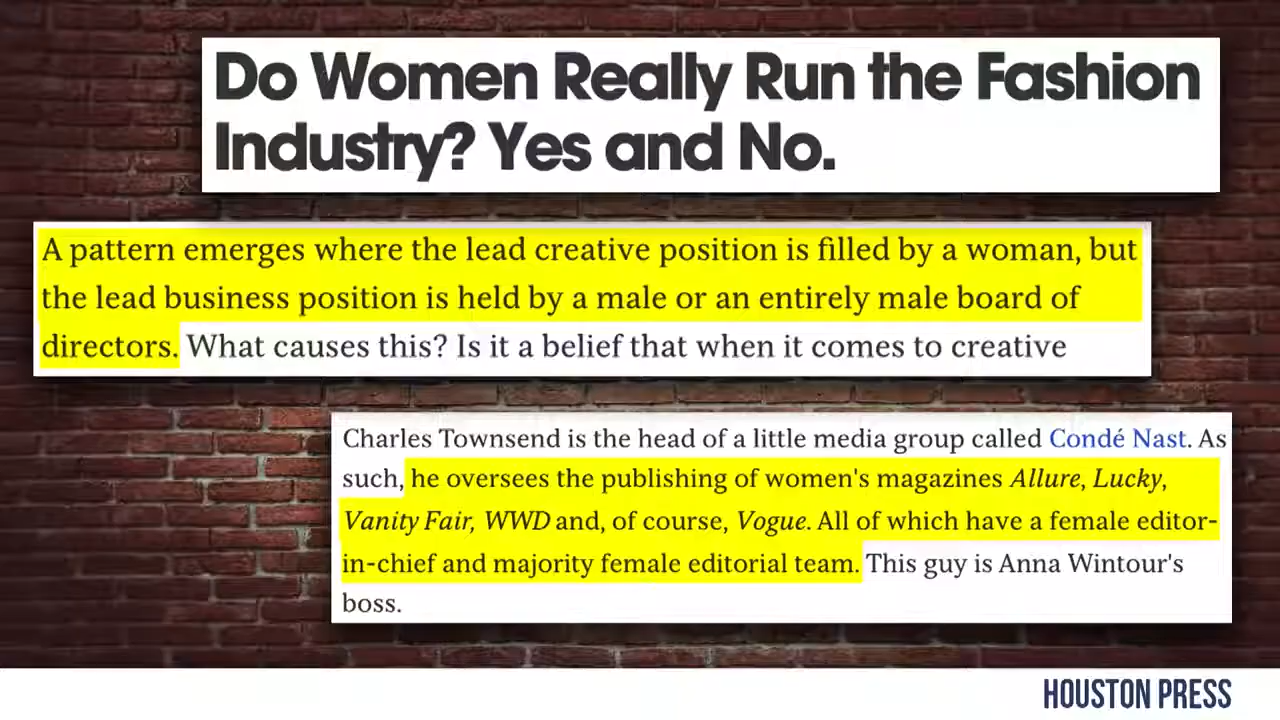 Do Women Really Run the Fashion
Industry? Yes and No.
A pattern emerges where the lead creative position is filled by a woman, but
the lead business position is held by a male or an entirely male board of
directors. What causes this? Is it a belief that when it comes to creative
Charles Townsend is the head of a little media group called Condé Nast. As
such, he oversees the publishing of women's magazines Allure, Lucky,
Vanity Fair, WWD and, of course, Vogue. All of which have a female editor-
in-chief and majority female editorial team. This guy is Anna Wintour's
boss.
HOUSTON PRESS